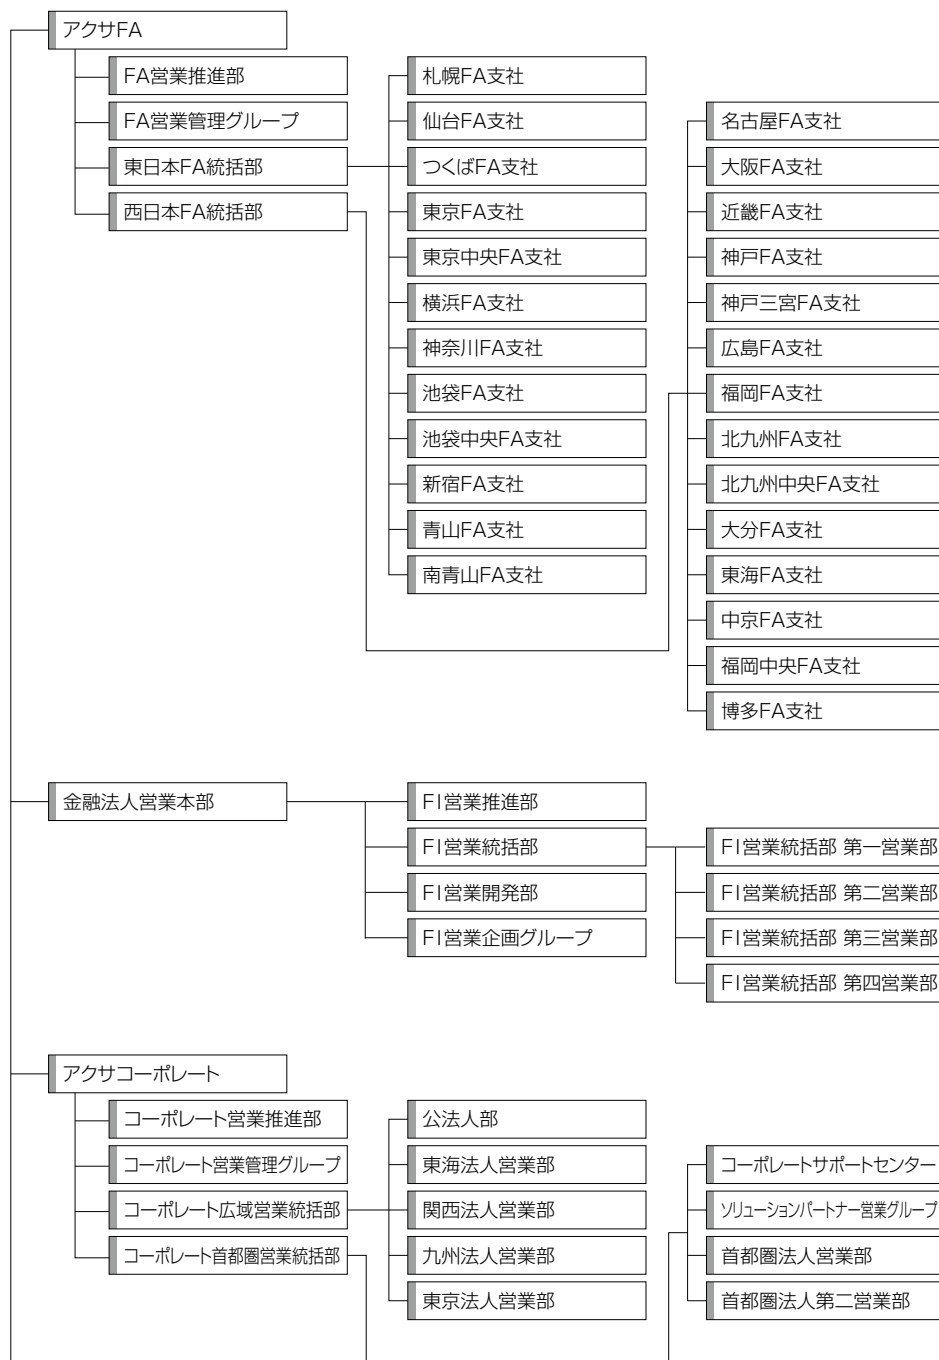 アクサFA
FA営業推進部
FA営業管理グループ
東日本FA統括部
西日本FA統括部
札幌FA支社
仙台FA支社
つくばFA支社
東京FA支社
東京中央FA支社
横浜FA支社
神奈川FA支社
池袋FA支社
池袋中央FA支社
新宿FA支社
青山FA支社
南青山FA支社
名古屋FA支社
大阪FA支社
近畿FA支社
神戸FA支社
神戸三宮FA支社
広島FA支社
福岡FA支社
北九州FA支社
北九州中央FA支社
大分FA支社
東海FA支社
中京FA支社
福岡中央FA支社
博多FA支社
金融法人営業本部
FI営業推進部
FI営業統括部
FI営業開発部
FI営業企画グループ
FI営業統括部 第一営業部
FI営業統括部 第二営業部
FI営業統括部 第三営業部
FI営業統括部 第四営業部
アクサコーポレート
コーポレート営業推進部
コーポレート営業管理グループ
コーポレート広域営業統括部
コーポレート首都圏営業統括部
公法人部
東海法人営業部
関西法人営業部
九州法人営業部
東京法人営業部
コーポレートサポートセンター
ソリューションパートナー営業グループ
首都圏法人営業部
首都圏法人第二営業部